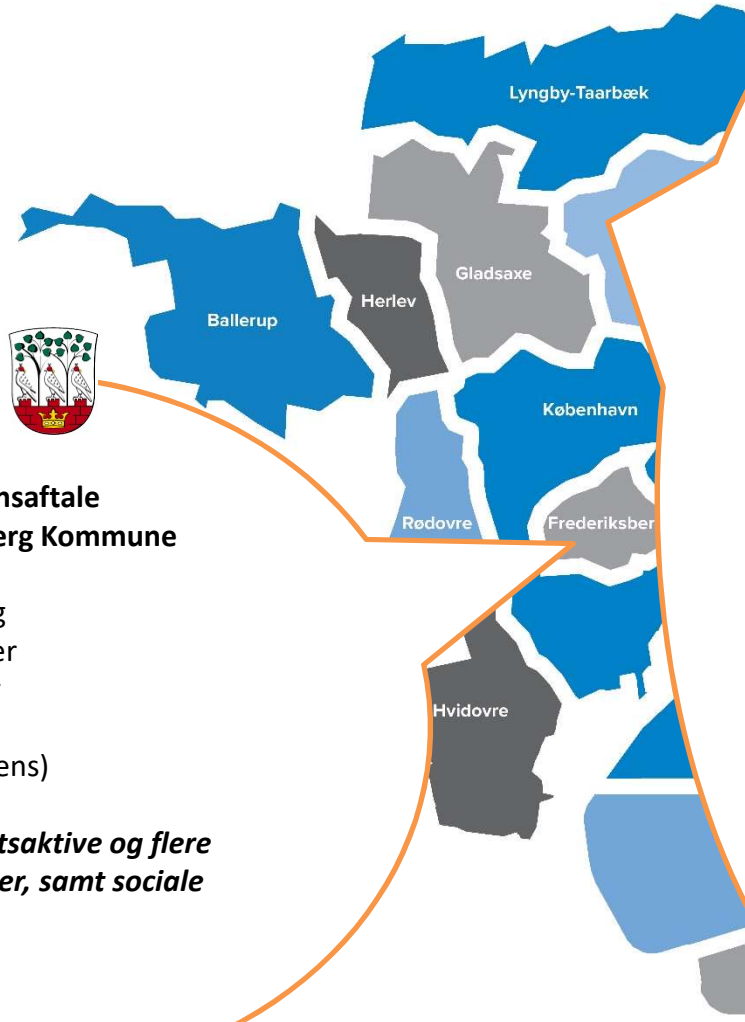 Lyngby-Taarbæk
Gladsaxe
Herlev
Ballerup
København
Rødovre
Frederiksber
Hvidovre
nsaftale
erg Kommune
g
er
ens)
tsaktive og flere
er, samt sociale